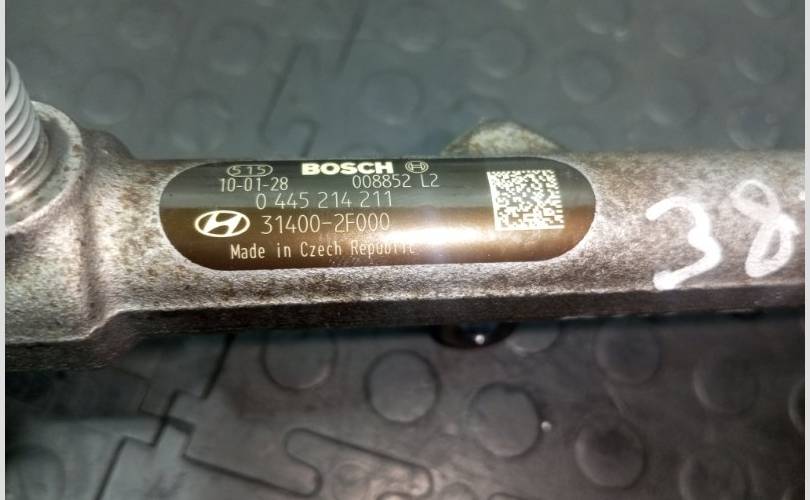 515 BOSCH
10-01-28 008852 L2
0 445 214 211
31400-2F000
Made in Czech Republic
38